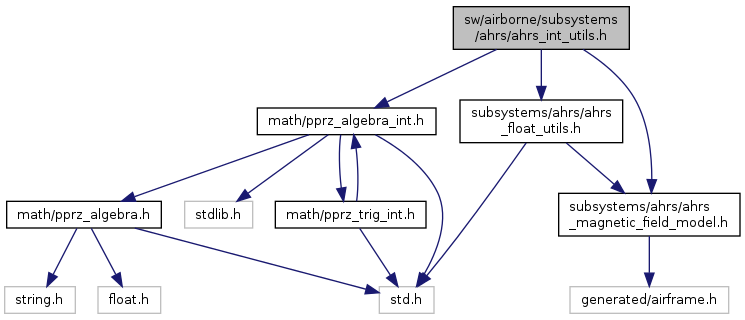 sw/airborne/subsystems
/ahrs/ahrs_int_utils.h
math/pprz_algebra_int.h
subsystems/ahrs/ahrs
_float_utils.h
math/pprz_algebra.h
stdlib.h
math/pprz_trig_int.h
subsystems/ahrs/ahrs
_magnetic_field_model.h
string.h
float.h
std.h
generated/airframe.h